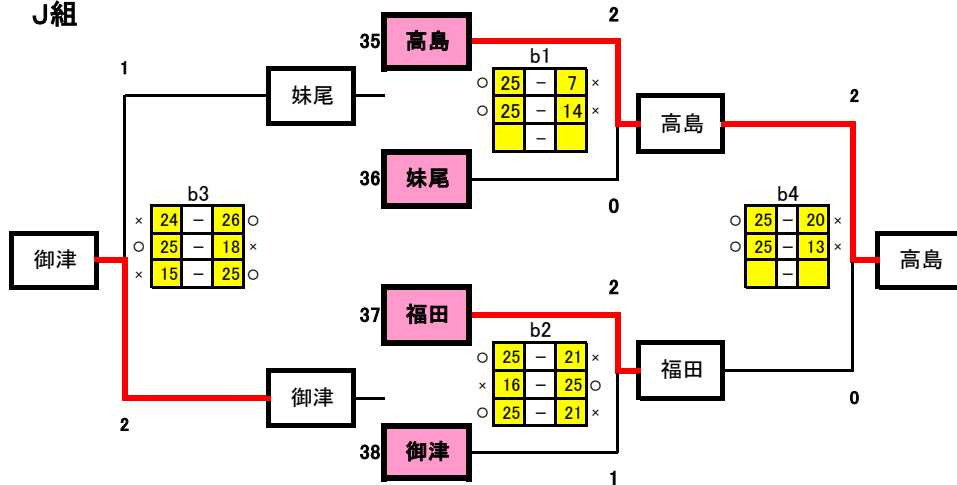 J組
35 高島 2
1 b1
妹尾 ○ 25 − 7 × 2
○ 25 − 14 × 高島
−
36 妹尾
b3 0 b4
× 24 − 26 ○ ○ 25 − 20 ×
御津 ○ 25 − 18 × ○ 25 − 13 × 高島
× 15 − 25 ○ −
37 福田 2
b2
○ 25 − 21 ×
御津 × 16 − 25 ○ 福田
○ 25 − 21 × 0
2
38 御津
1